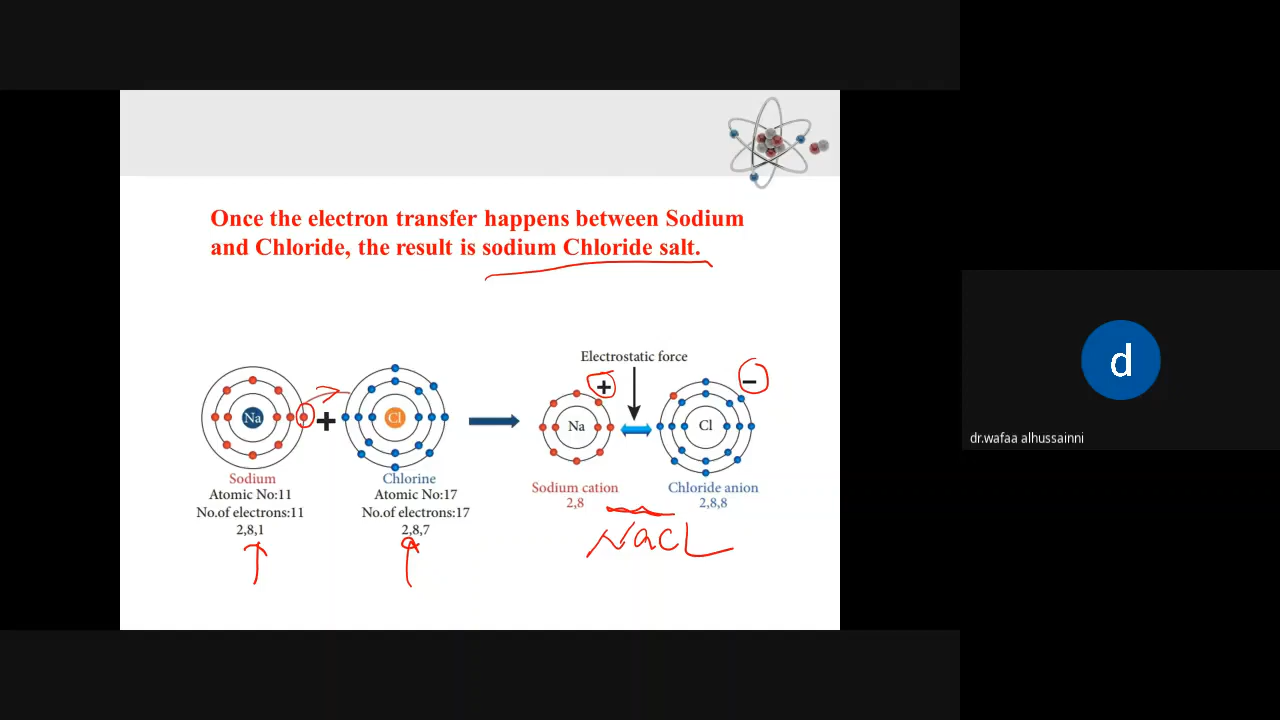 Once the electron transfer happens between Sodium
and Chloride, the result is sodium Chloride salt.
Electrostatic force
+
−
Na
+
Cl
Na
Cl
Sodium
Atomic No:11
No.of electrons:11
2,8,1
Chlorine
Atomic No:17
No.of electrons:17
2,8,7
Sodium cation
2,8
Chloride anion
2,8,8
NaCL
d
dr.wafaa alhussainni